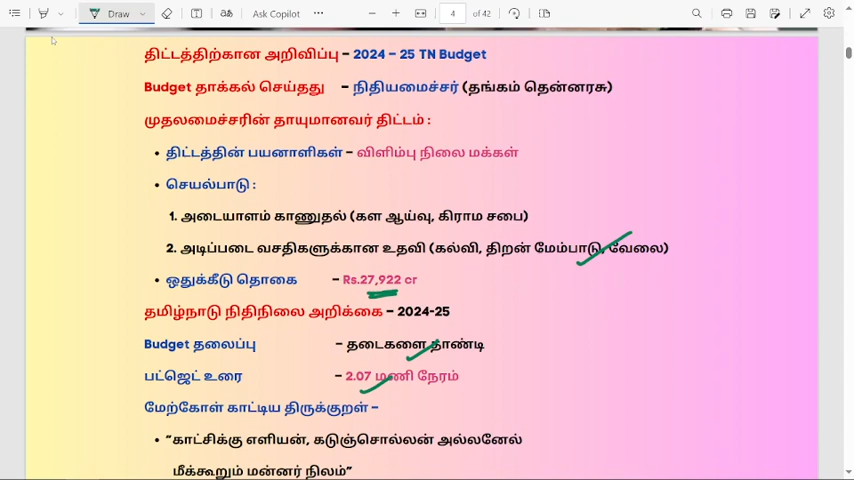 Draw
aあ
Ask Copilot
4 of 42
திட்டத்திற்கான அறிவிப்பு – 2024 – 25 TN Budget
Budget தாக்கல் செய்தது – நிதியமைச்சர் (தங்கம் தென்னரசு)
முதலமைச்சரின் தாயுமானவர் திட்டம் :
• திட்டத்தின் பயனாளிகள் – விளிம்பு நிலை மக்கள்
• செயல்பாடு :
1. அடையாளம் காணுதல் (கள ஆய்வு, கிராம சபை)
2. அடிப்படை வசதிகளுக்கான உதவி (கல்வி, திறன் மேம்பாடு, வேலை)
• ஒதுக்கீடு தொகை – Rs.27,922 cr
தமிழ்நாடு நிதிநிலை அறிக்கை – 2024-25
Budget தலைப்பு – தடைகளை தாண்டி
பட்ஜெட் உரை – 2.07 மணி நேரம்
மேற்கோள் காட்டிய திருக்குறள் –
• "காட்சிக்கு எளியன், கடுஞ்சொல்லன் அல்லனேல்
மீக்கூறும் மன்னர் நிலம்"